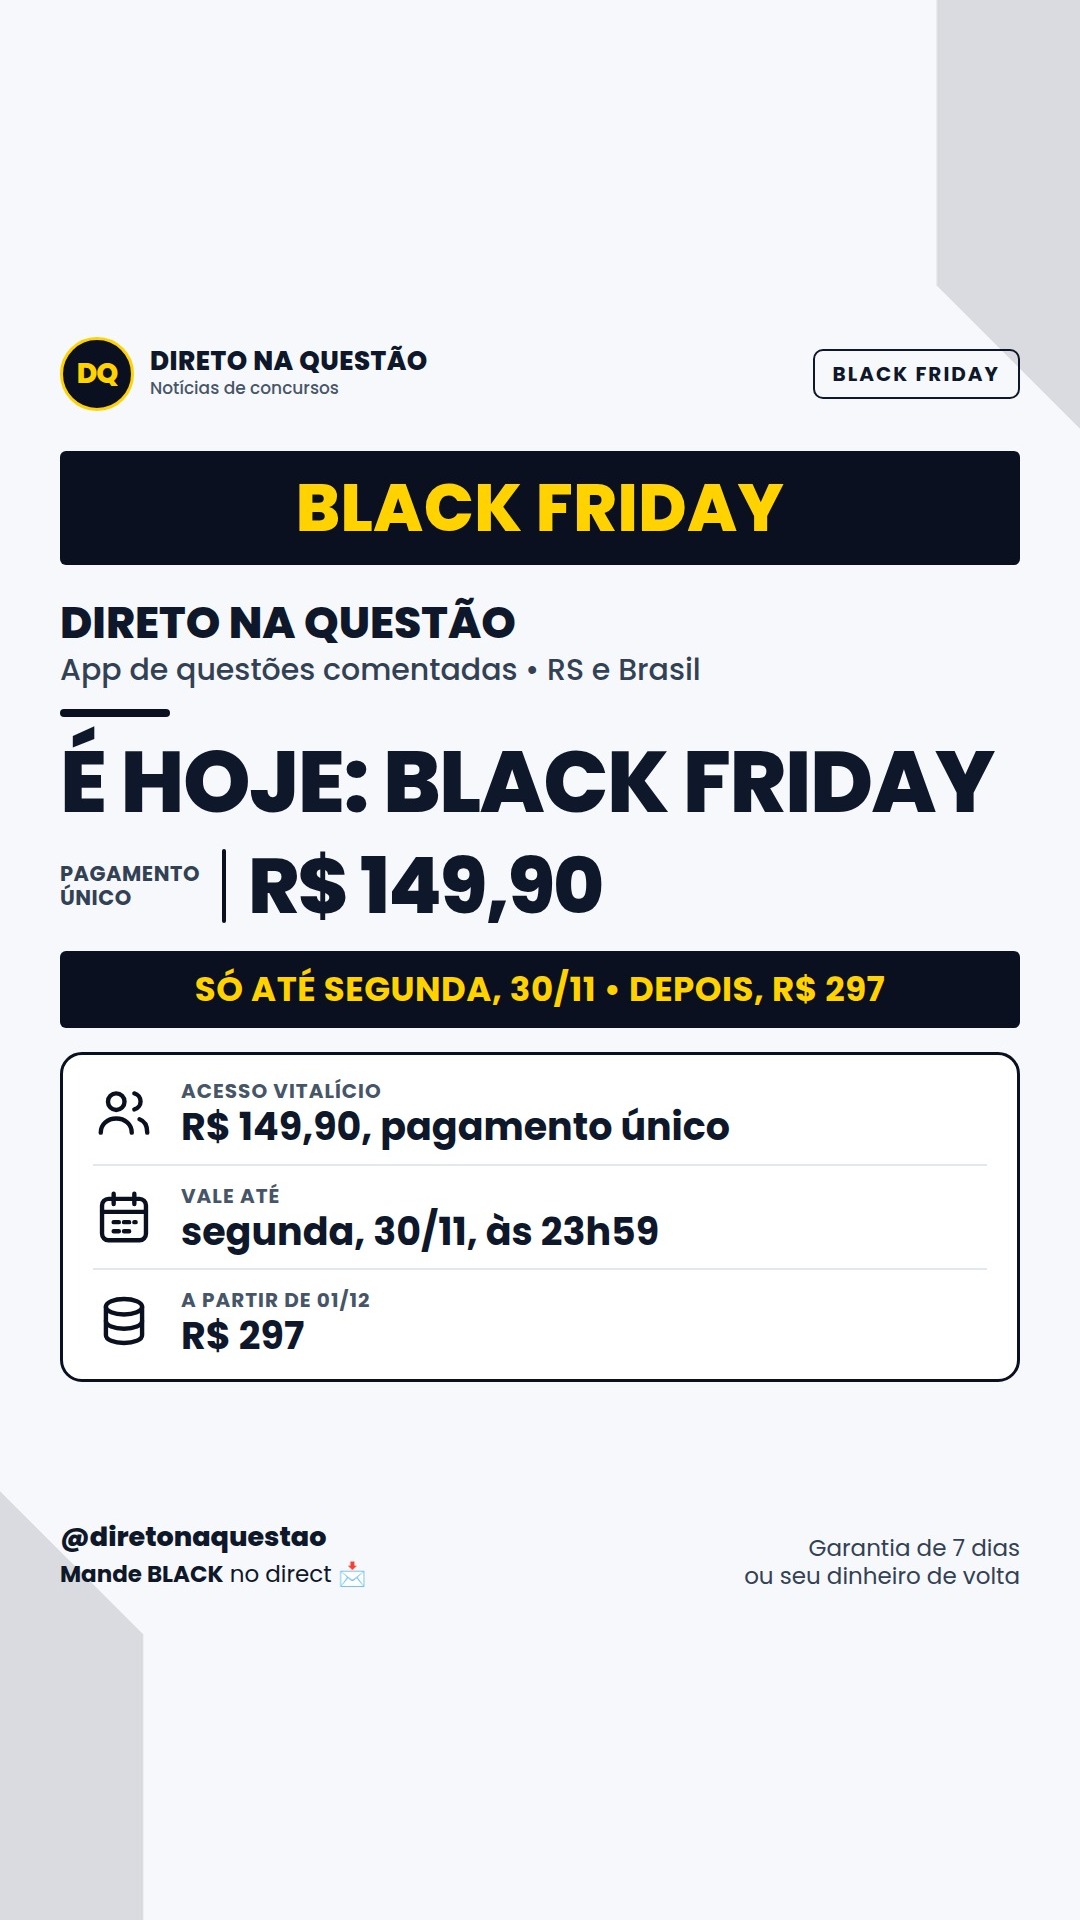 DQ
DIRETO NA QUESTÃO
Notícias de concursos
BLACK FRIDAY
BLACK FRIDAY
DIRETO NA QUESTÃO
App de questões comentadas • RS e Brasil
É HOJE: BLACK FRIDAY
PAGAMENTO
ÚNICO
R$ 149,90
SÓ ATÉ SEGUNDA, 30/11 • DEPOIS, R$ 297
ACESSO VITALÍCIO
R$ 149,90, pagamento único
VALE ATÉ
segunda, 30/11, às 23h59
A PARTIR DE 01/12
R$ 297
@diretonaquestao
Mande BLACK no direct 📩
Garantia de 7 dias
ou seu dinheiro de volta